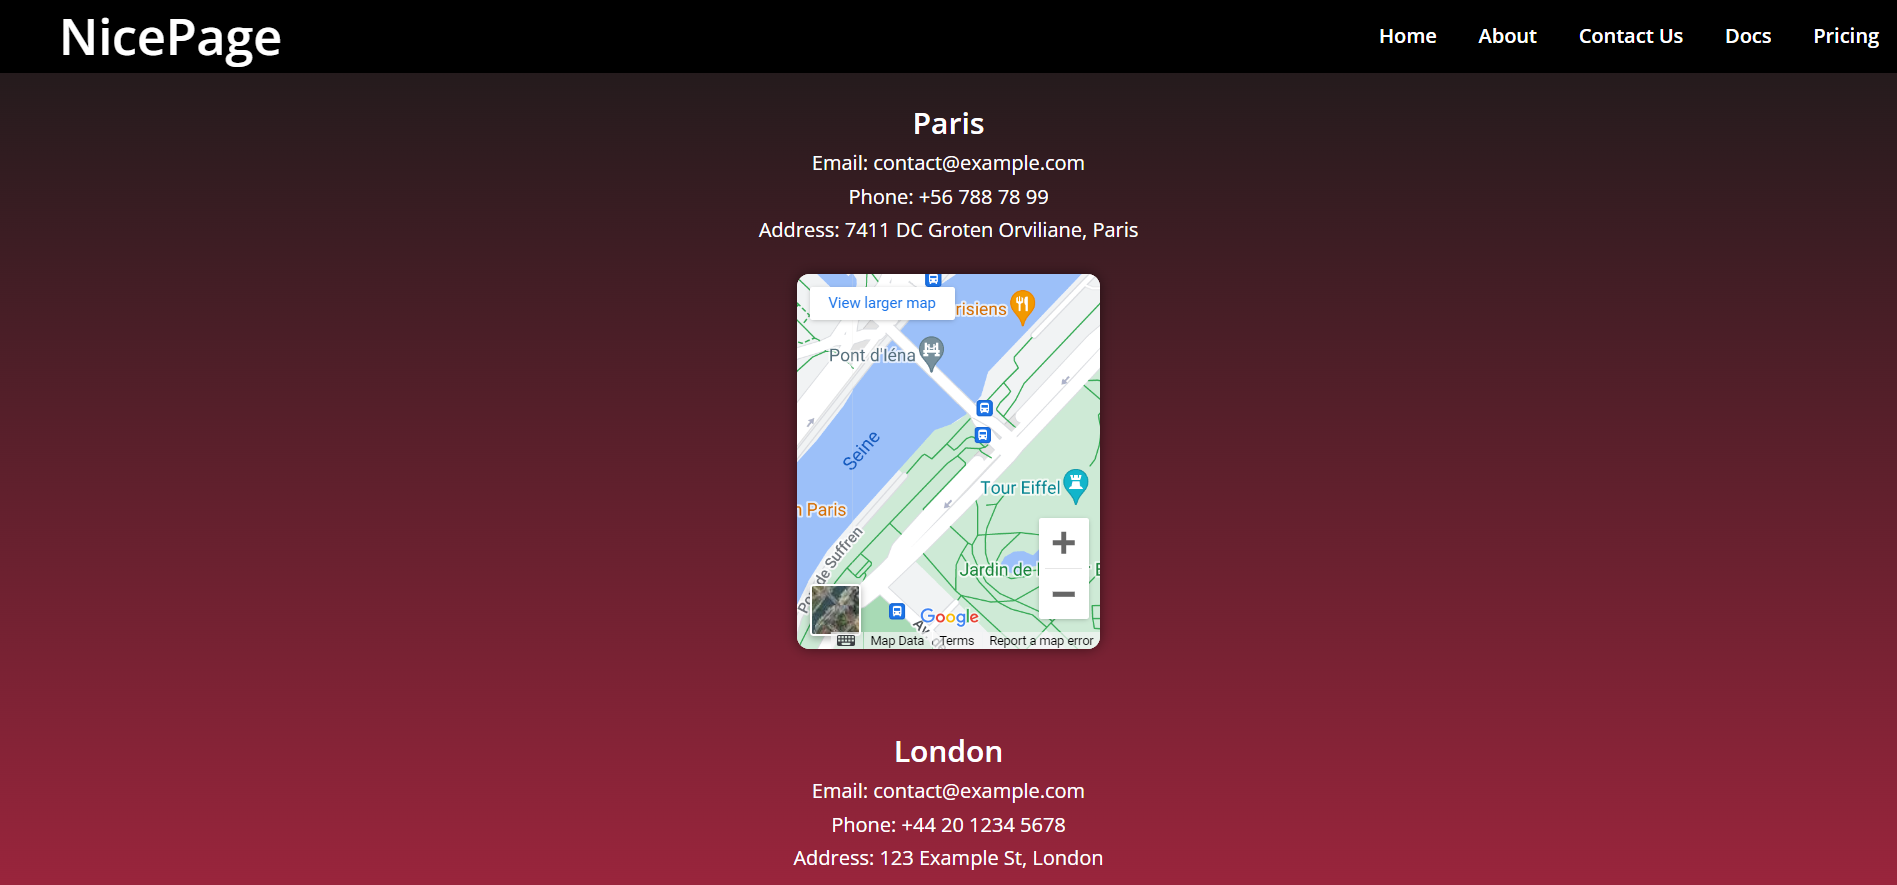 NicePage
Home About Contact Us Docs Pricing
Paris
Email: contact@example.com
Phone: +56 788 78 99
Address: 7411 DC Groten Orviliane, Paris
View larger map
risiens
Pont d'Iéna
Seine
Tour Eiffel
Paris
de Suffren
Jardin de
Google
Map Data Terms Report a map error
London
Email: contact@example.com
Phone: +44 20 1234 5678
Address: 123 Example St, London